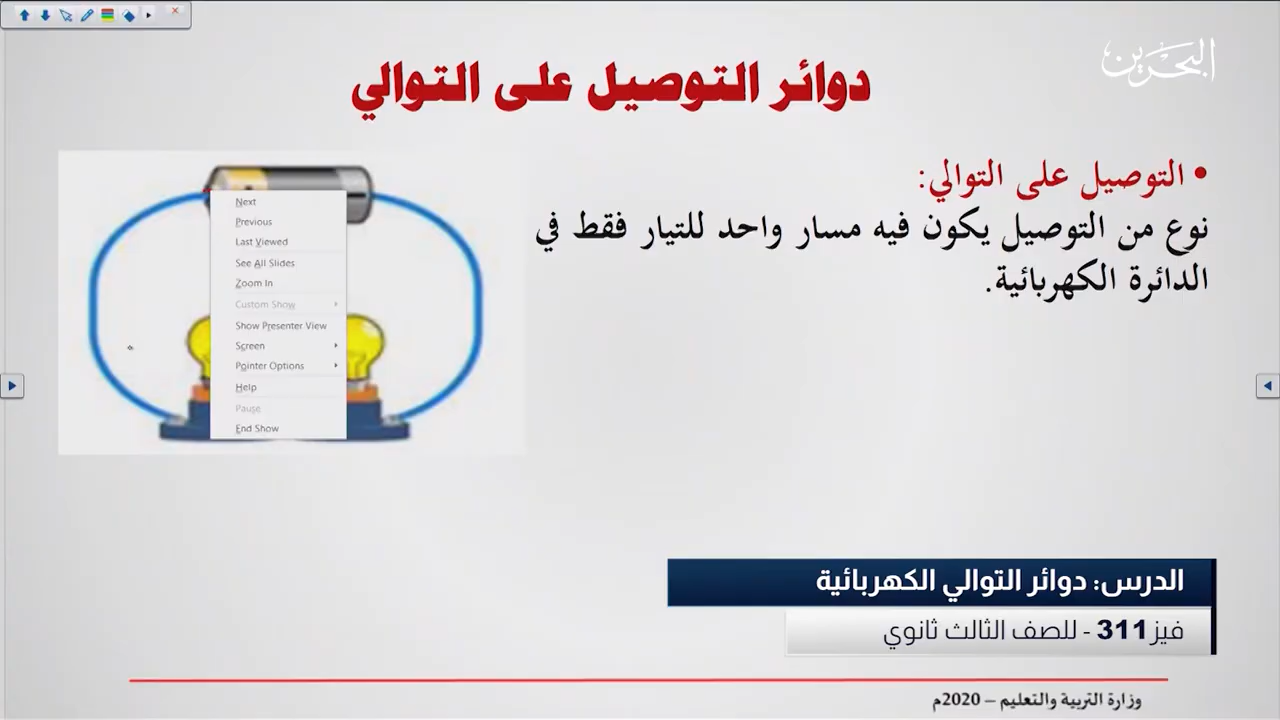 البحرين
دوائر التوصيل على التوالي
• التوصيل على التوالي:
نوع من التوصيل يكون فيه مسار واحد للتيار فقط في
الدائرة الكهربائية.
Next
Previous
Last Viewed
See All Slides
Zoom In
Custom Show
Show Presenter View
Screen
Pointer Options
Help
Pause
End Show
الدرس: دوائر التوالي الكهربائية
فيز 311 - للصف الثالث ثانوي
وزارة التربية والتعليم – 2020م